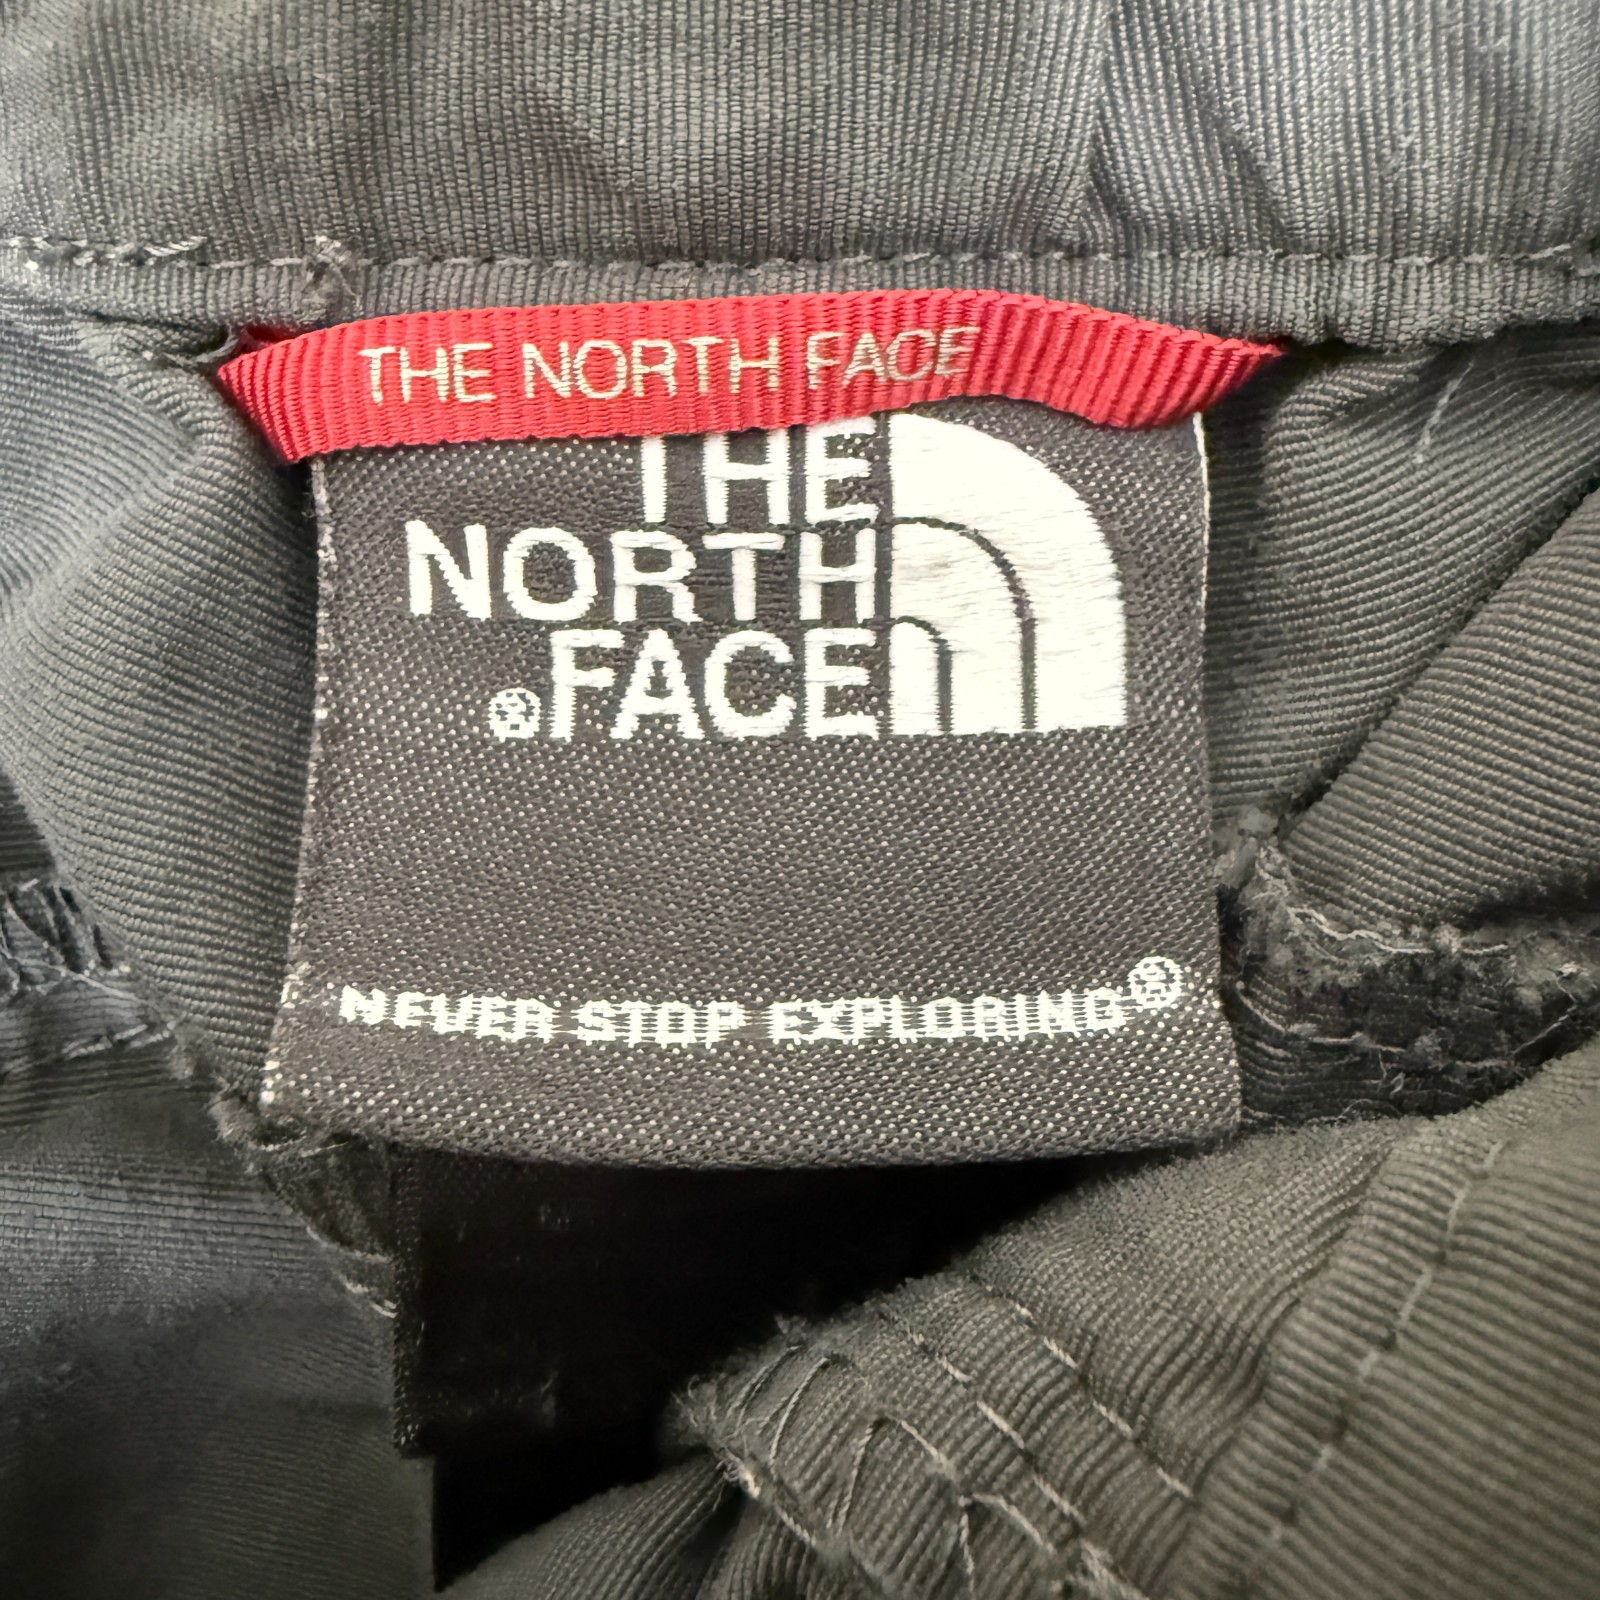 THE NORTH FACE
THE
NORTH
®FACE
NEVER STOP EXPLORING®